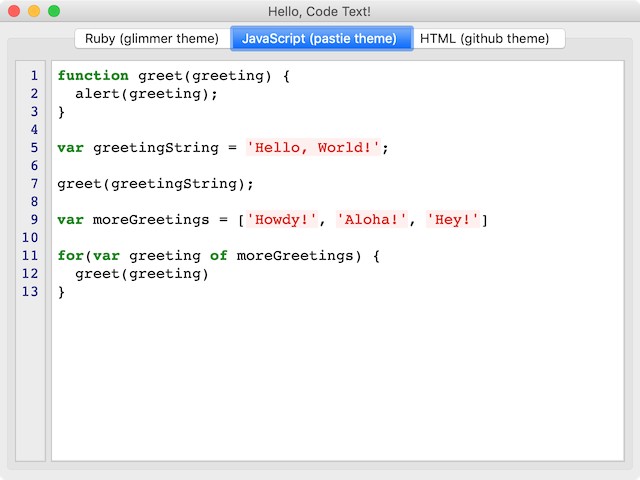 Hello, Code Text!
Ruby (glimmer theme) JavaScript (pastie theme) HTML (github theme)
1 function greet(greeting) {
2   alert(greeting);
3 }
4
5 var greetingString = 'Hello, World!';
6
7 greet(greetingString);
8
9 var moreGreetings = ['Howdy!', 'Aloha!', 'Hey!']
10
11 for(var greeting of moreGreetings) {
12   greet(greeting)
13 }